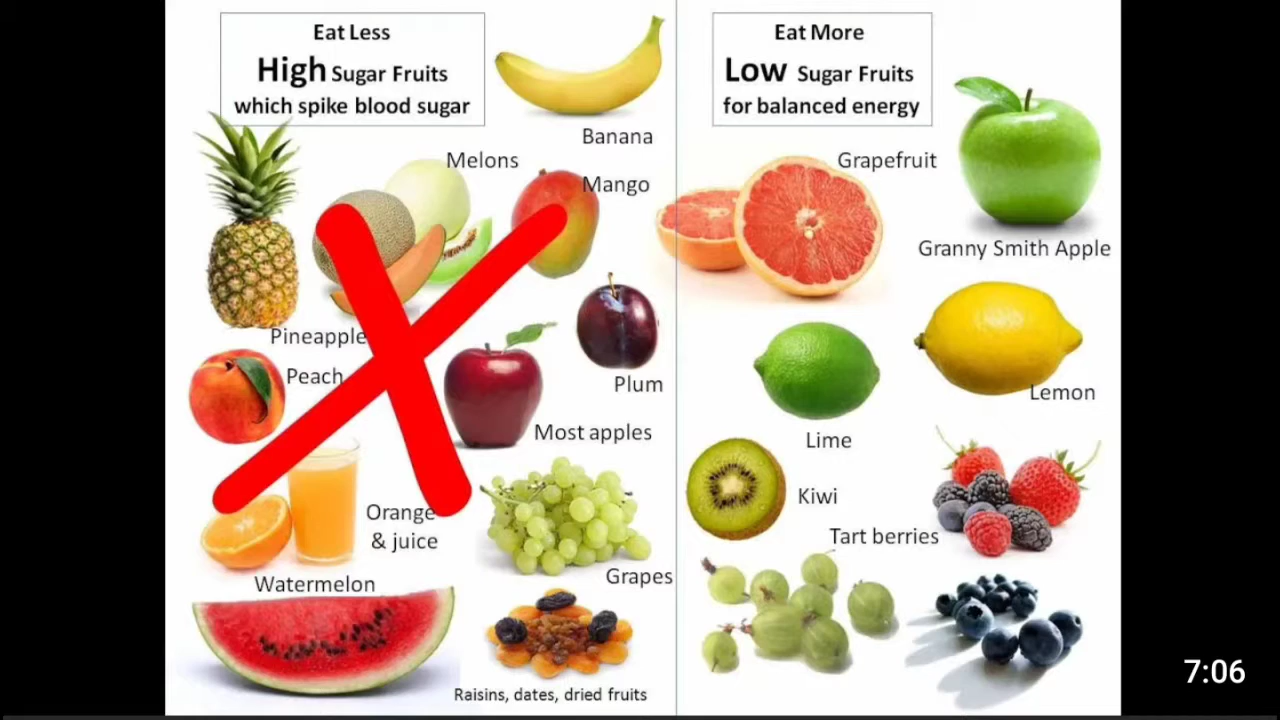 Eat Less
High Sugar Fruits
which spike blood sugar
Banana
Melons
Mango
Pineapple
Peach
Plum
Most apples
Orange
& juice
Grapes
Watermelon
Raisins, dates, dried fruits
Eat More
Low Sugar Fruits
for balanced energy
Grapefruit
Granny Smith Apple
Lemon
Lime
Kiwi
Tart berries
7:06